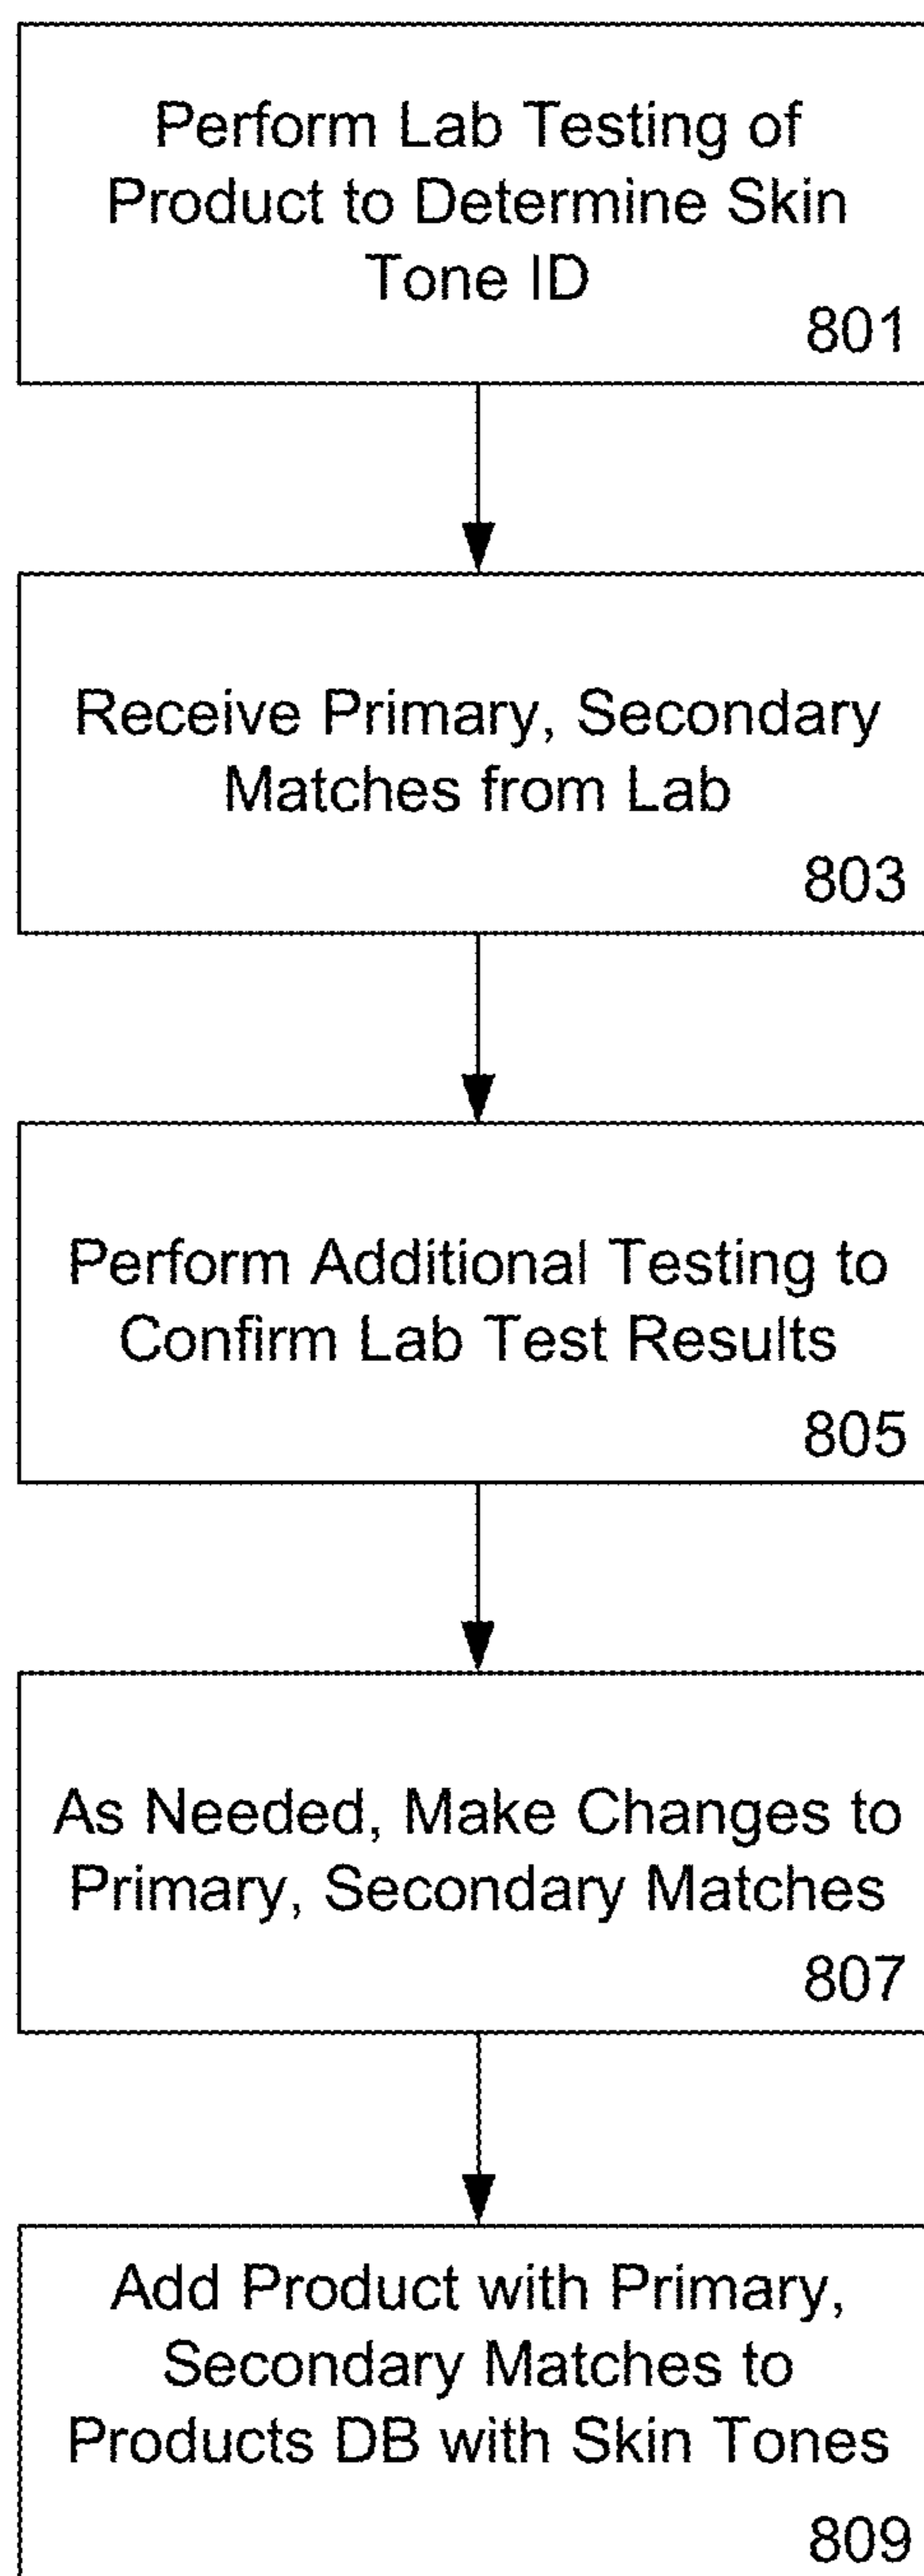 Perform Lab Testing of
Product to Determine Skin
Tone ID
801
Receive Primary, Secondary
Matches from Lab
803
Perform Additional Testing to
Confirm Lab Test Results
805
As Needed, Make Changes to
Primary, Secondary Matches
807
Add Product with Primary,
Secondary Matches to
Products DB with Skin Tones
809